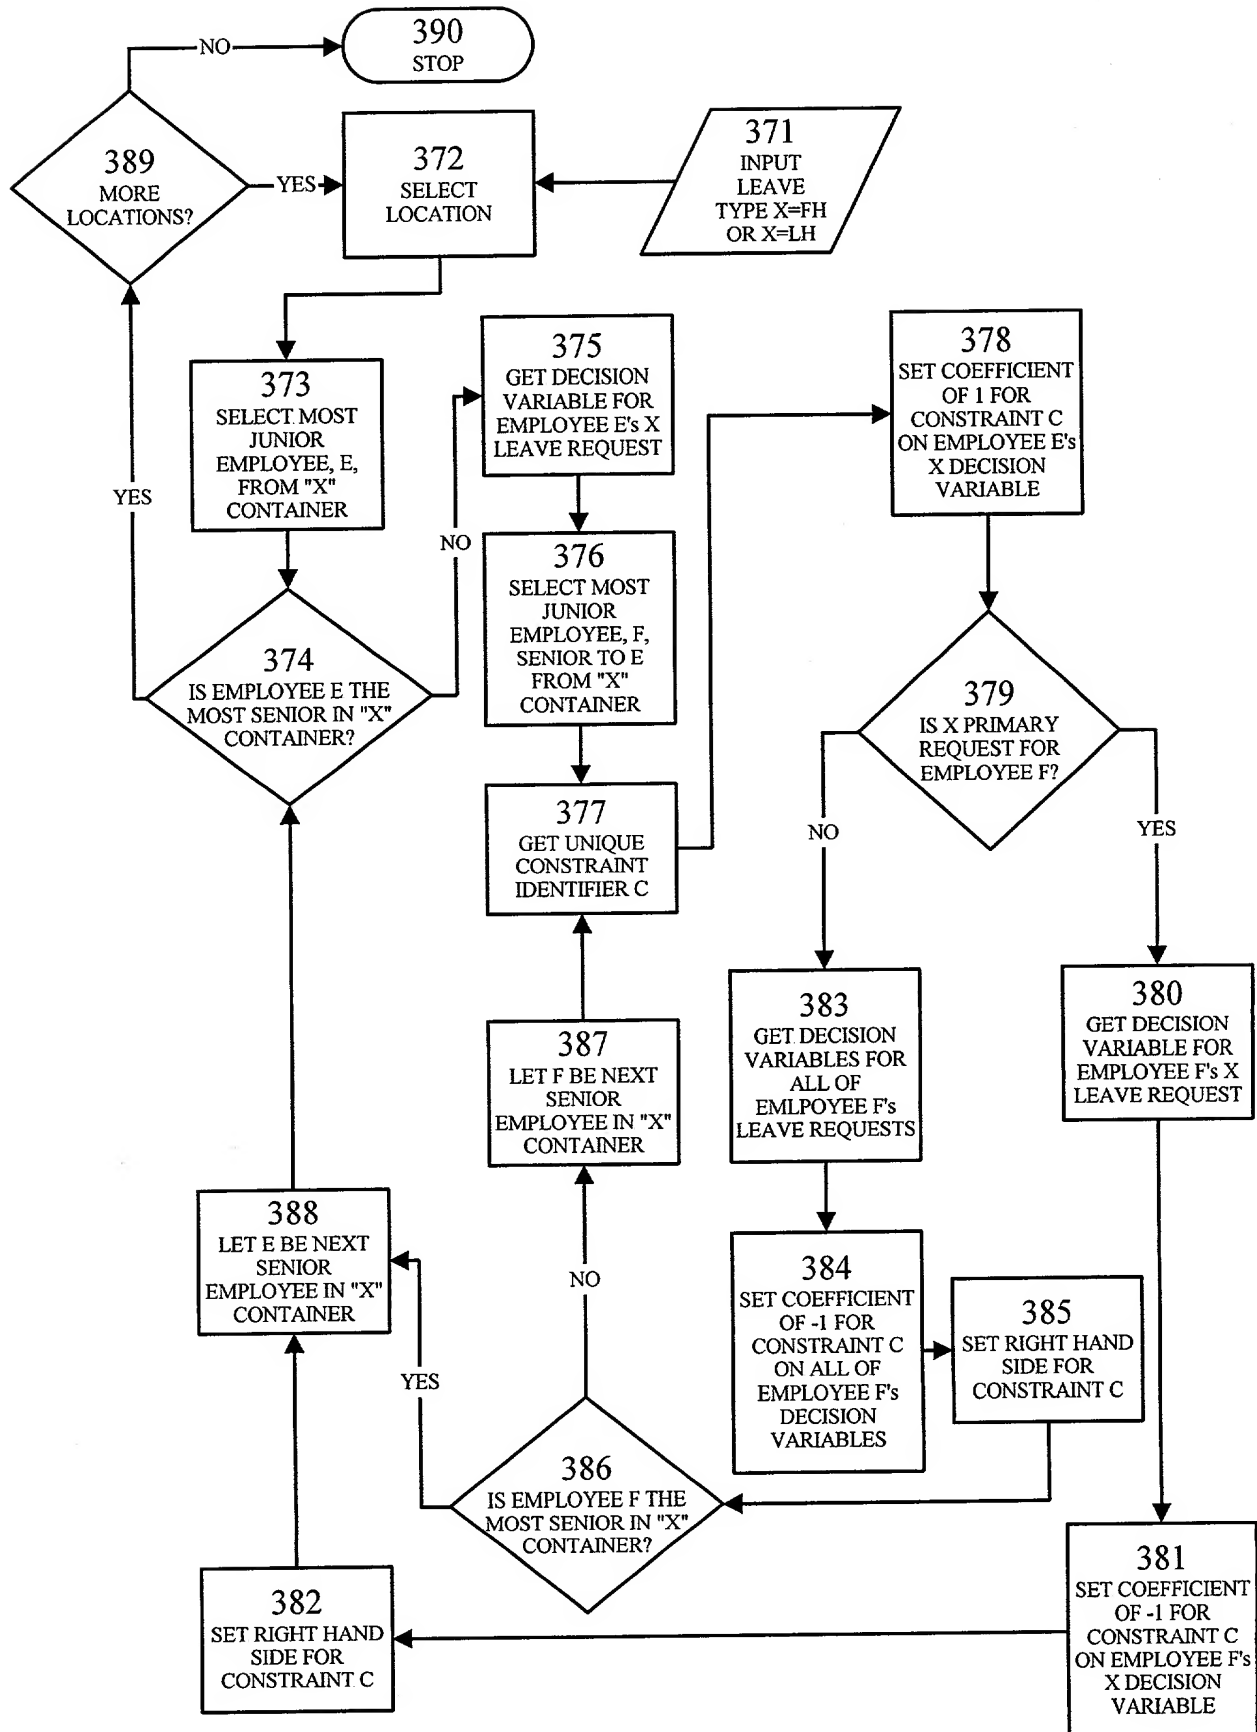 390
STOP
NO
389
MORE
LOCATIONS?
YES
372
SELECT
LOCATION
371
INPUT
LEAVE
TYPE X=FH
OR X=LH
373
SELECT MOST
JUNIOR
EMPLOYEE, E,
FROM "X"
CONTAINER
YES
374
IS EMPLOYEE E THE
MOST SENIOR IN "X"
CONTAINER?
NO
375
GET DECISION
VARIABLE FOR
EMPLOYEE E's X
LEAVE REQUEST
376
SELECT MOST
JUNIOR
EMPLOYEE, F,
SENIOR TO E
FROM "X"
CONTAINER
377
GET UNIQUE
CONSTRAINT
IDENTIFIER C
378
SET COEFFICIENT
OF 1 FOR
CONSTRAINT C
ON EMPLOYEE E's
X DECISION
VARIABLE
379
IS X PRIMARY
REQUEST FOR
EMPLOYEE F?
NO
YES
383
GET DECISION
VARIABLES FOR
ALL OF
EMLPOYEE F's
LEAVE REQUESTS
380
GET DECISION
VARIABLE FOR
EMPLOYEE F's X
LEAVE REQUEST
387
LET F BE NEXT
SENIOR
EMPLOYEE IN "X"
CONTAINER
388
LET E BE NEXT
SENIOR
EMPLOYEE IN "X"
CONTAINER
NO
YES
384
SET COEFFICIENT
OF -1 FOR
CONSTRAINT C
ON ALL OF
EMPLOYEE F's
DECISION
VARIABLES
385
SET RIGHT HAND
SIDE FOR
CONSTRAINT C
386
IS EMPLOYEE F THE
MOST SENIOR IN "X"
CONTAINER?
382
SET RIGHT HAND
SIDE FOR
CONSTRAINT C
381
SET COEFFICIENT
OF -1 FOR
CONSTRAINT C
ON EMPLOYEE F's
X DECISION
VARIABLE